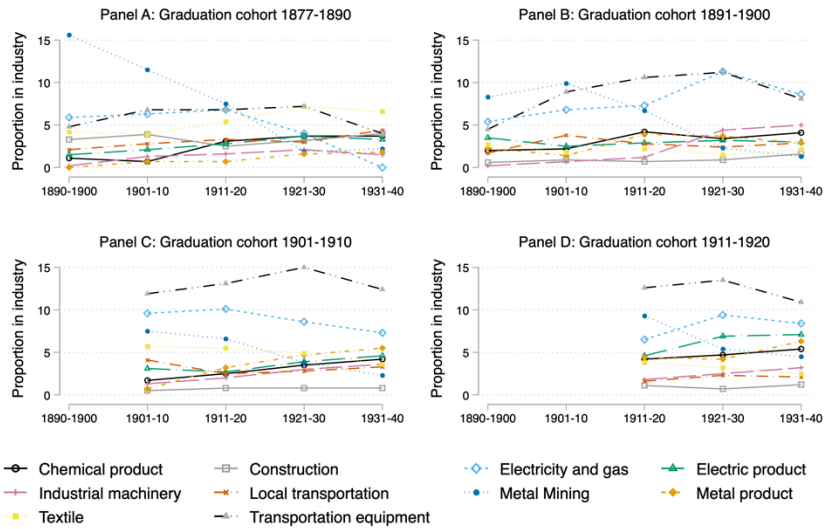 Panel A: Graduation cohort 1877-1890
Proportion in industry
15
10
5
0
1890-1900 1901-10 1911-20 1921-30 1931-40
Panel B: Graduation cohort 1891-1900
Proportion in industry
15
10
5
0
1890-1900 1901-10 1911-20 1921-30 1931-40
Panel C: Graduation cohort 1901-1910
Proportion in industry
15
10
5
0
1890-1900 1901-10 1911-20 1921-30 1931-40
Panel D: Graduation cohort 1911-1920
Proportion in industry
15
10
5
0
1890-1900 1901-10 1911-20 1921-30 1931-40
Chemical product Construction Electricity and gas Electric product
Industrial machinery Local transportation Metal Mining Metal product
Textile Transportation equipment